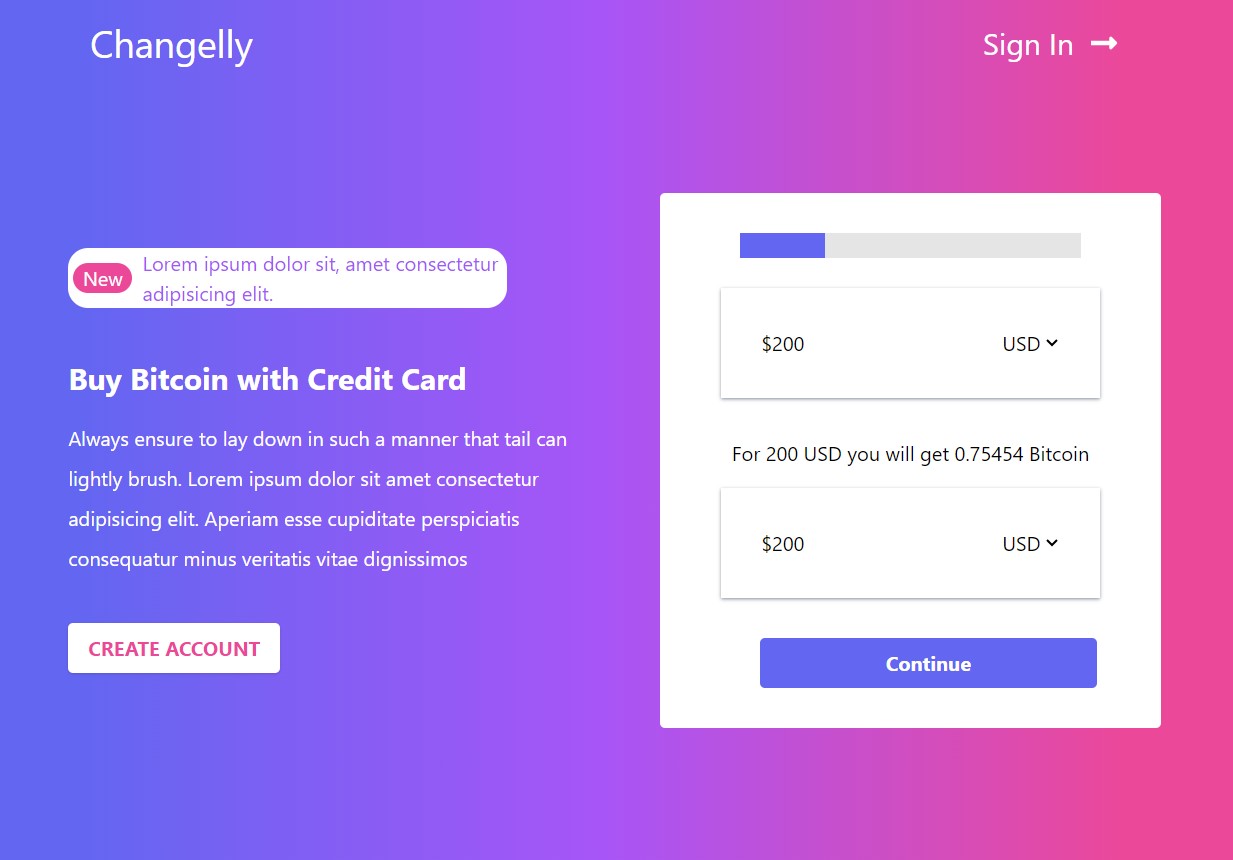 Changelly
Sign In
New
Lorem ipsum dolor sit, amet consectetur
adipisicing elit.
Buy Bitcoin with Credit Card
Always ensure to lay down in such a manner that tail can
lightly brush. Lorem ipsum dolor sit amet consectetur
adipisicing elit. Aperiam esse cupiditate perspiciatis
consequatur minus veritatis vitae dignissimos
CREATE ACCOUNT
$200 USD
For 200 USD you will get 0.75454 Bitcoin
$200 USD
Continue